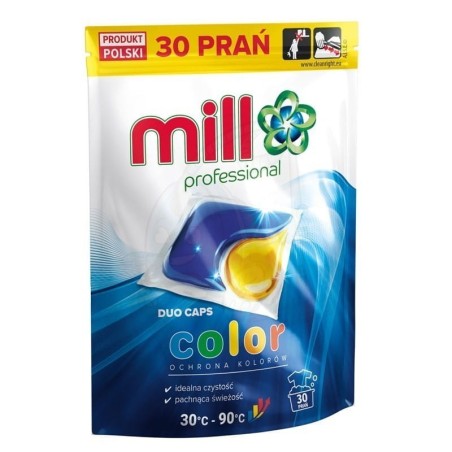 PRODUKT
POLSKI
30 PRAŃ
www.cleanright.eu
mill
professional
DUO CAPS
color
OCHRONA KOLORÓW
✓ idealna czystość
✓ pachnąca świeżość
30°C - 90°C
30
PRAŃ